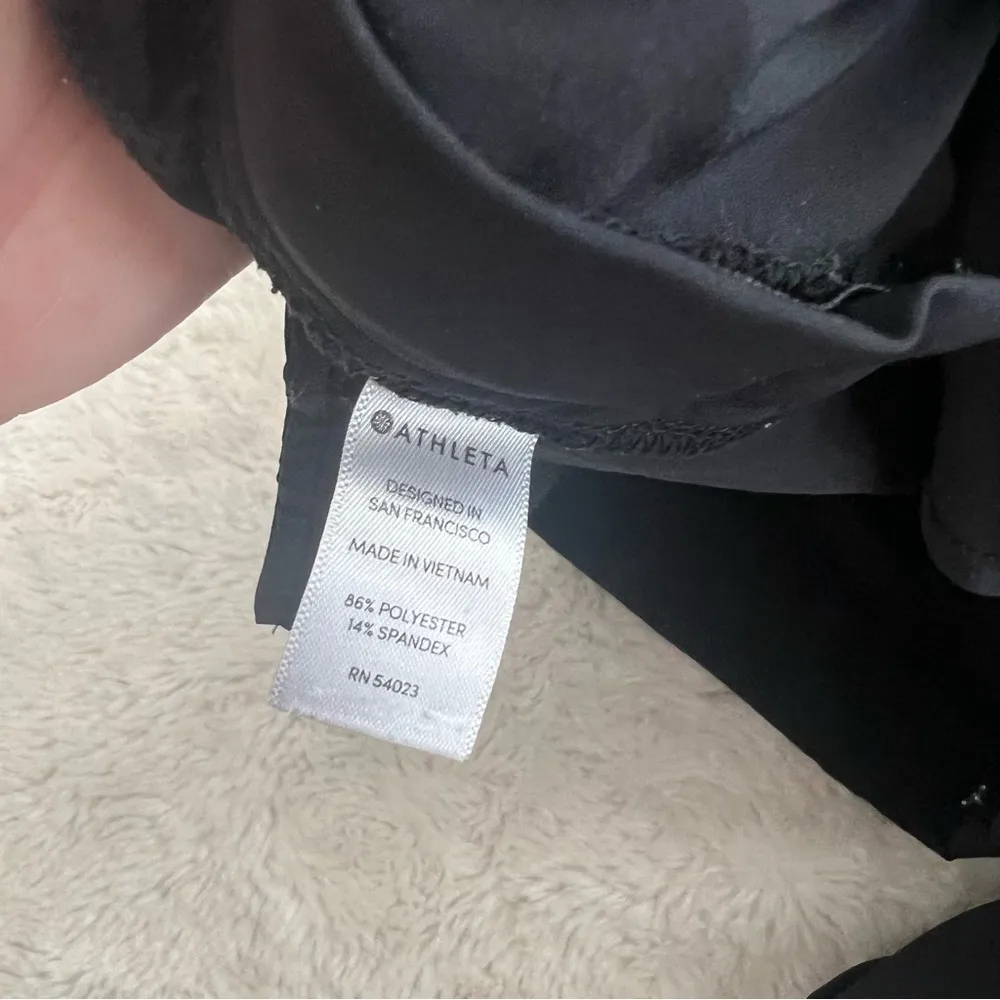 ATHLETA
DESIGNED IN
SAN FRANCISCO
MADE IN VIETNAM
86% POLYESTER
14% SPANDEX
RN 54023